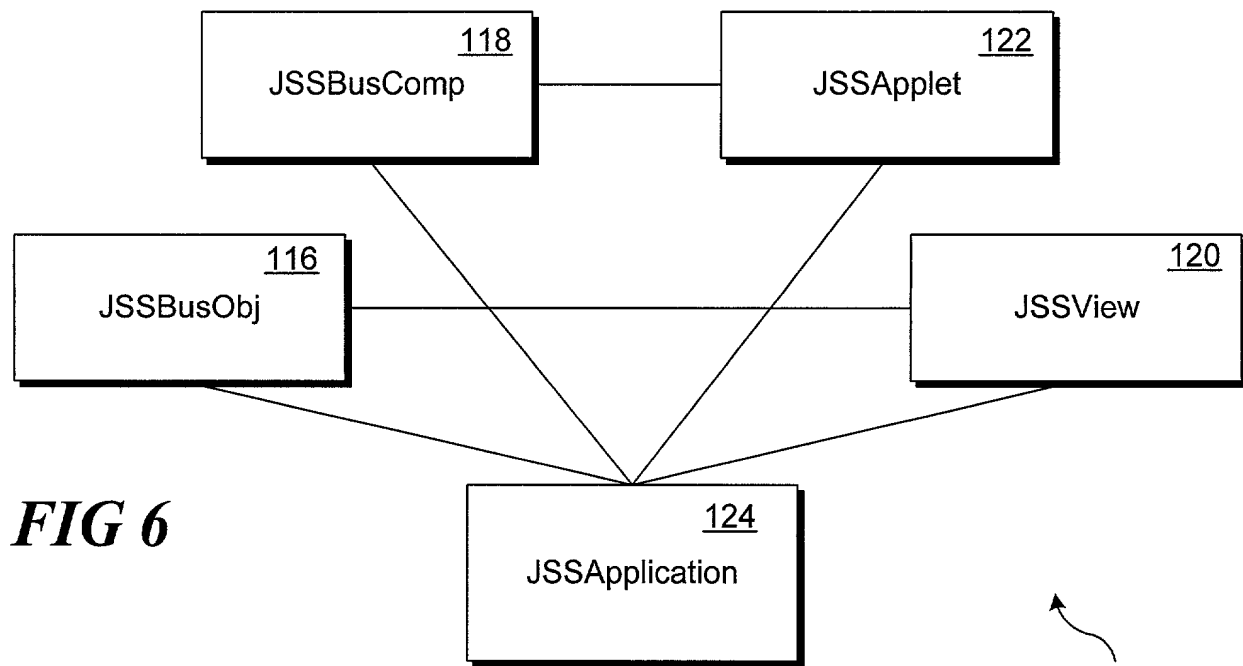 118
JSSBusComp
122
JSSApplet
116
JSSBusObj
120
JSSView
FIG 6
124
JSSApplication